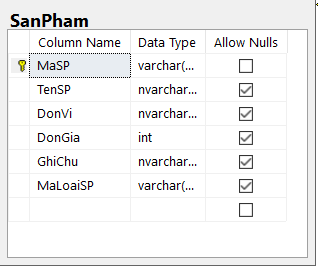 SanPham
Column Name Data Type Allow Nulls
MaSP varchar(...
TenSP nvarchar...
DonVi nvarchar...
DonGia int
GhiChu nvarchar...
MaLoaiSP varchar(...